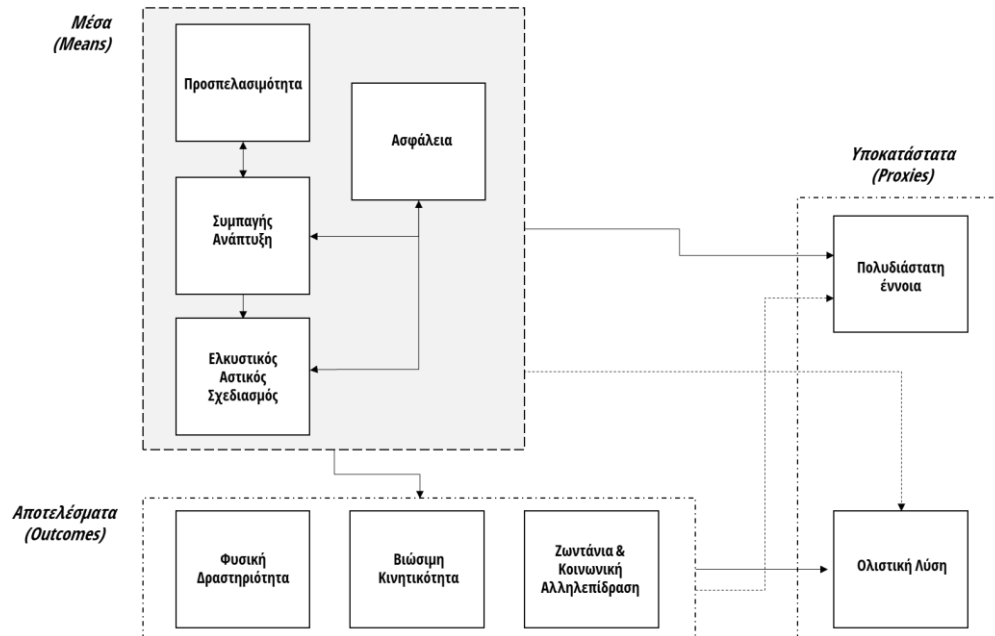 Μέσα
(Means)
Προσπελασιμότητα
Ασφάλεια
Συμπαγής
Ανάπτυξη
Ελκυστικός
Αστικός
Σχεδιασμός
Υποκατάστατα
(Proxies)
Πολυδιάστατη
έννοια
Αποτελέσματα
(Outcomes)
Φυσική
Δραστηριότητα
Βιώσιμη
Κινητικότητα
Ζωντάνια &
Κοινωνική
Αλληλεπίδραση
Ολιστική Λύση